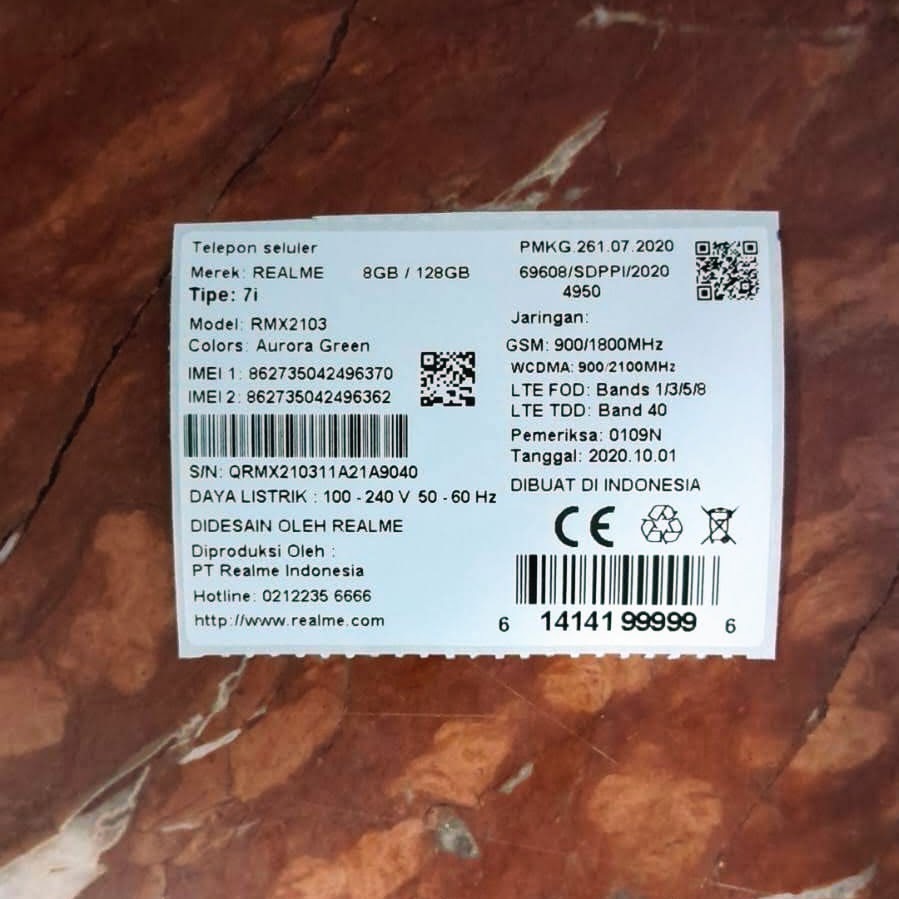 Telepon seluler
Merek: REALME 8GB / 128GB
Tipe: 7i
Model: RMX2103
Colors: Aurora Green
IMEI 1: 862735042496370
IMEI 2: 862735042496362
S/N: QRMX210311A21A9040
DAYA LISTRIK : 100 - 240 V 50 - 60 Hz
DIDESAIN OLEH REALME
Diproduksi Oleh :
PT Realme Indonesia
Hotline: 0212235 6666
http://www.realme.com
PMKG.261.07.2020
69608/SDPPI/2020
4950
Jaringan:
GSM: 900/1800MHz
WCDMA: 900/2100MHz
LTE FOD: Bands 1/3/5/8
LTE TDD: Band 40
Pemeriksa: 0109N
Tanggal: 2020.10.01
DIBUAT DI INDONESIA
CE
6 14141 99999 6